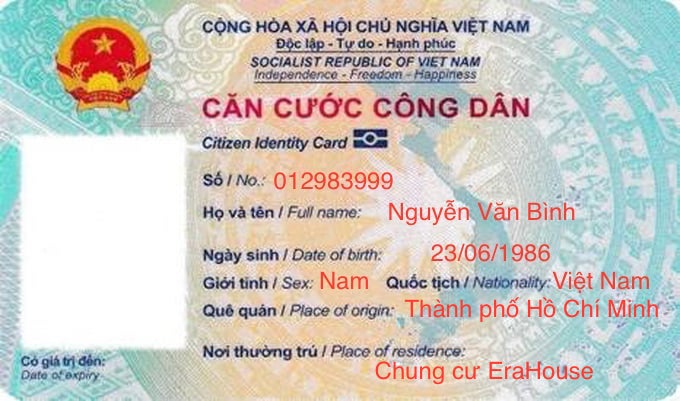 CỘNG HÒA XÃ HỘI CHỦ NGHĨA VIỆT NAM
Độc lập - Tự do - Hạnh phúc
SOCIALIST REPUBLIC OF VIET NAM
Independence - Freedom - Happiness
CĂN CƯỚC CÔNG DÂN
Citizen Identity Card
Số / No.: 012983999
Họ và tên / Full name: Nguyễn Văn Bình
Ngày sinh / Date of birth: 23/06/1986
Giới tính / Sex: Nam Quốc tịch / Nationality: Việt Nam
Quê quán / Place of origin: Thành phố Hồ Chí Minh
Nơi thường trú / Place of residence:
Chung cư EraHouse
Có giá trị đến:
Date of expiry